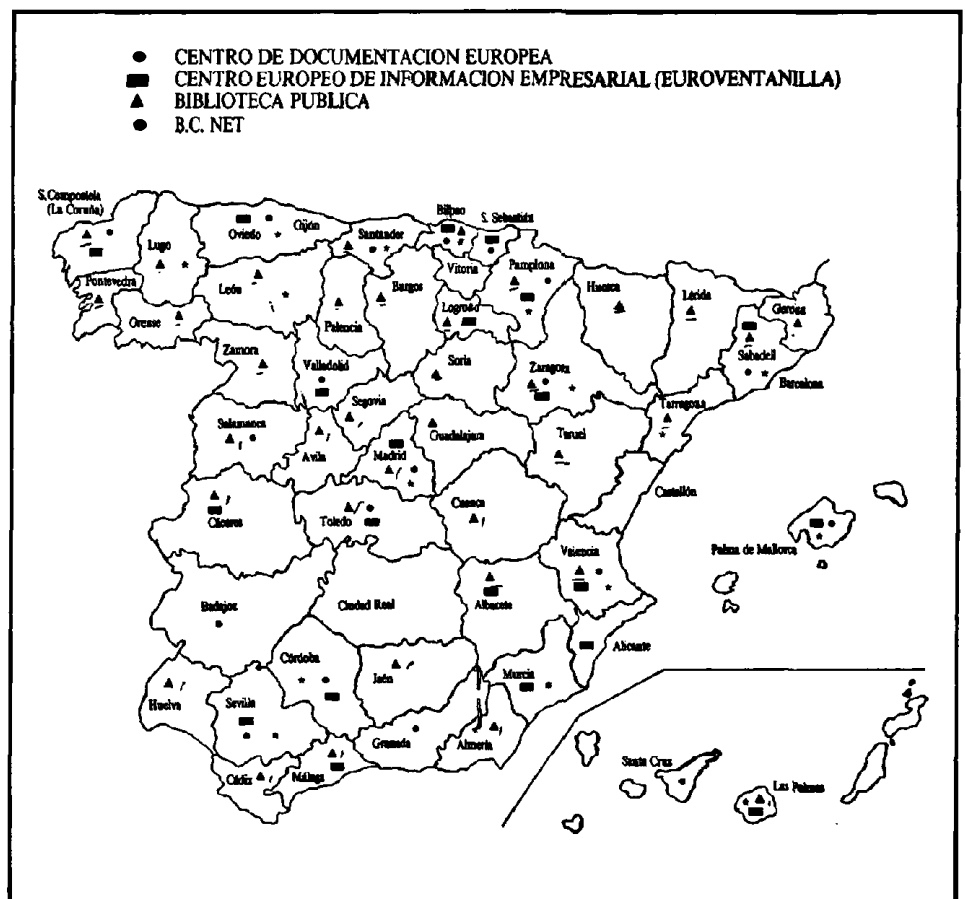 CENTRO DE DOCUMENTACION EUROPEA
CENTRO EUROPEO DE INFORMACION EMPRESARIAL (EUROVENTANILLA)
BIBLIOTECA PUBLICA
B.C. NET
S. Compostela
(La Coruña)
Lugo
Oviedo
Gijón
Santander
Bilbao
S. Sebastián
Pontevedra
Orense
León
Palencia
Burgos
Vitoria
Logroño
Pamplona
Huesca
Lérida
Gerona
Sabadell
Barcelona
Zamora
Valladolid
Soria
Zaragoza
Tarragona
Segovia
Salamanca
Avila
Madrid
Guadalajara
Teruel
Castellón
Cáceres
Toledo
Cuenca
Valencia
Palma de Mallorca
Badajoz
Ciudad Real
Albacete
Alicante
Córdoba
Jaén
Murcia
Huelva
Sevilla
Granada
Almería
Cádiz
Málaga
Santa Cruz
Las Palmas